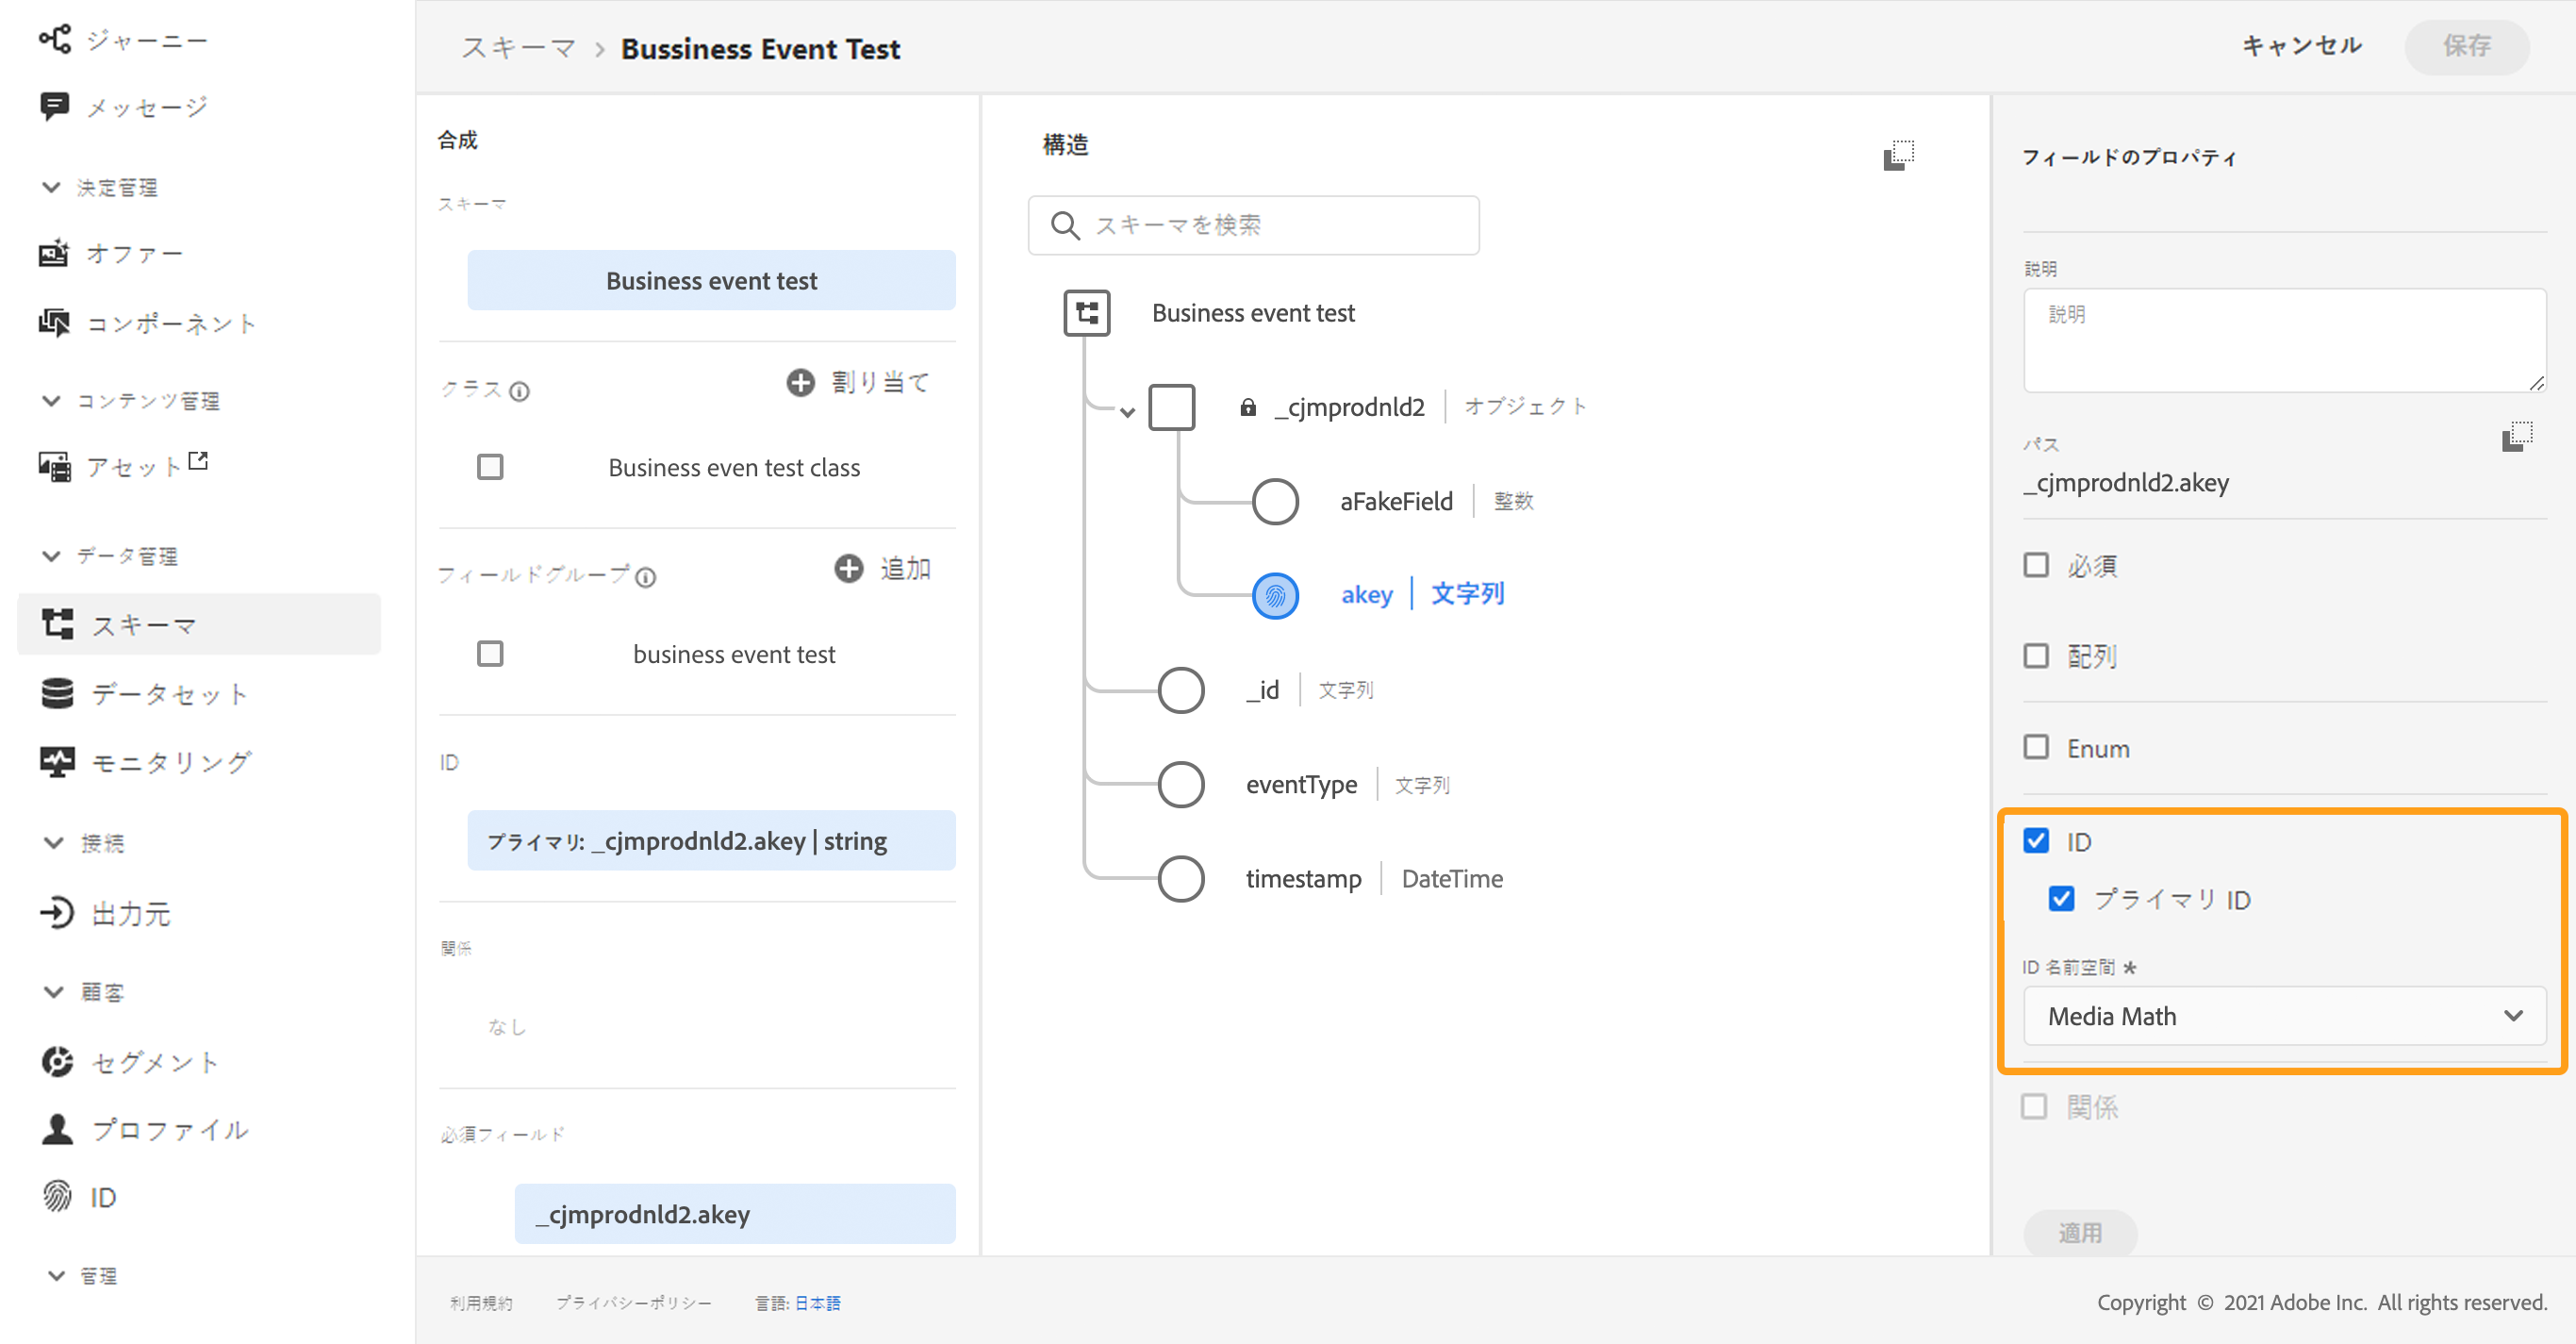 ジャーニー
メッセージ
決定管理
オファー
コンポーネント
コンテンツ管理
アセット
データ管理
スキーマ
データセット
モニタリング
接続
出力元
顧客
セグメント
プロファイル
ID
管理
スキーマ > Bussiness Event Test
キャンセル
保存
合成
スキーマ
Business event test
クラス
割り当て
Business even test class
フィールドグループ
追加
business event test
ID
プライマリ: _cjmprodnld2.akey | string
関係
なし
必須フィールド
_cjmprodnld2.akey
構造
スキーマを検索
Business event test
_cjmprodnld2 | オブジェクト
aFakeField | 整数
akey | 文字列
_id | 文字列
eventType | 文字列
timestamp | DateTime
フィールドのプロパティ
説明
説明
パス
_cjmprodnld2.akey
必須
配列
Enum
ID
プライマリ ID
ID 名前空間 *
Media Math
関係
適用
利用規約 プライバシーポリシー 言語: 日本語
Copyright © 2021 Adobe Inc. All rights reserved.